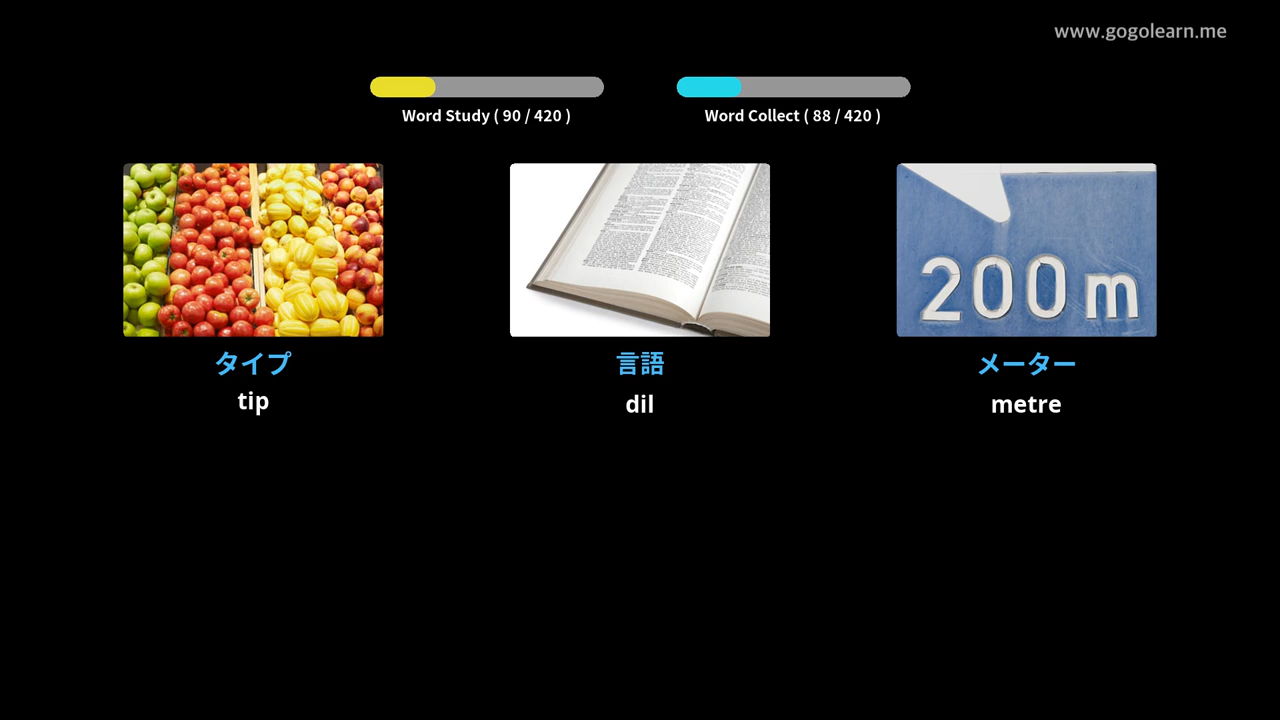 www.gogolearn.me
Word Study ( 90 / 420 )
Word Collect ( 88 / 420 )
200 m
タイプ
言語
メーター
tip
dil
metre